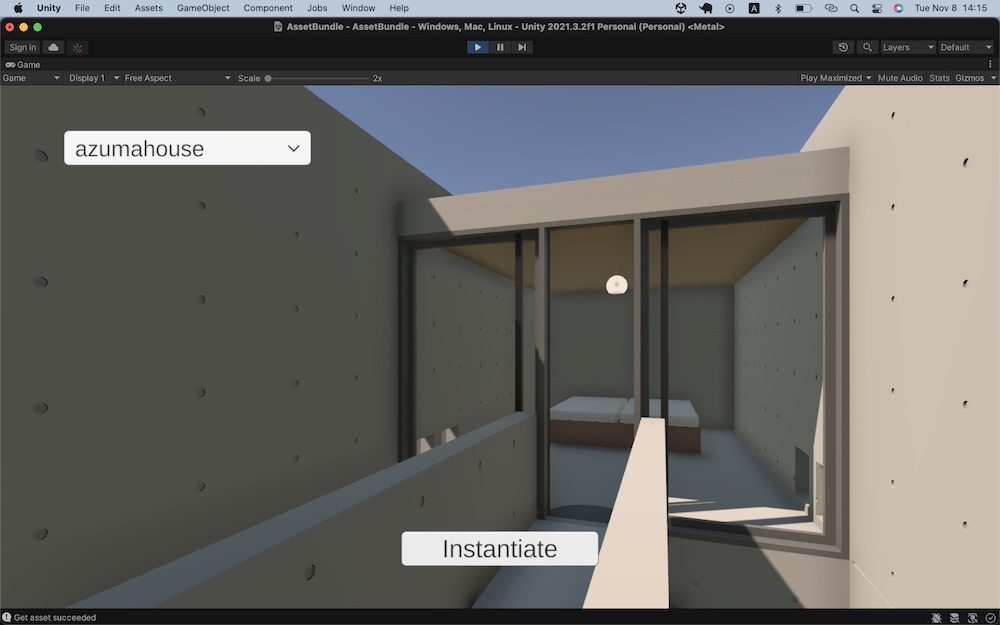 Unity File Edit Assets GameObject Component Jobs Window Help A Tue Nov 8 14:15
AssetBundle - AssetBundle - Windows, Mac, Linux - Unity 2021.3.2f1 Personal (Personal) <Metal>
Sign in Layers Default
Game
Game Display 1 Free Aspect Scale 2x Play Maximized Mute Audio Stats Gizmos
azumahouse
Instantiate
Get asset succeeded